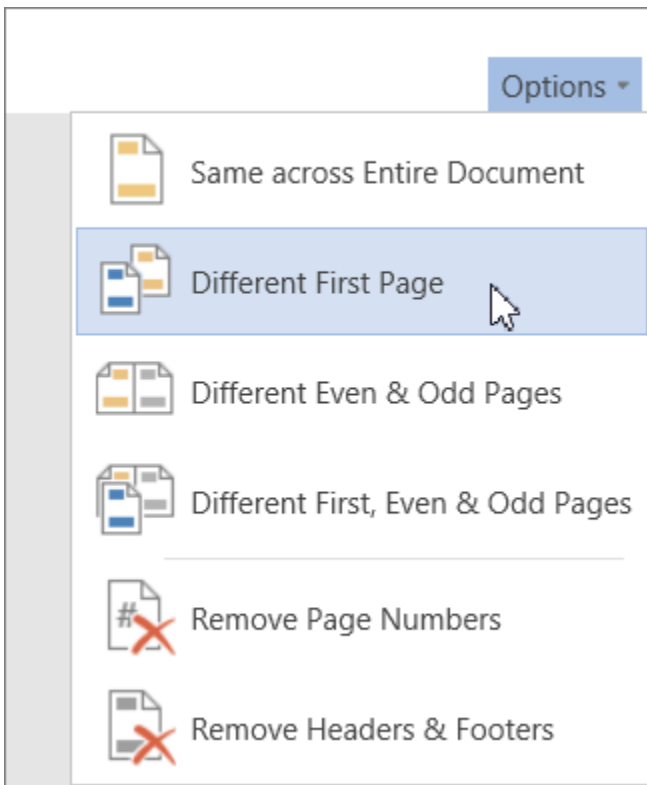 Options
Same across Entire Document
Different First Page
Different Even & Odd Pages
Different First, Even & Odd Pages
#
Remove Page Numbers
Remove Headers & Footers